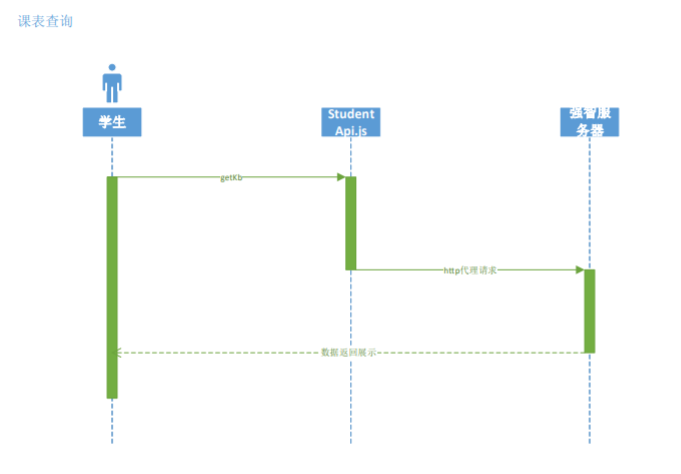 课表查询
学生
Student
Api.js
强智服
务器
getKb
http代理请求
数据返回展示